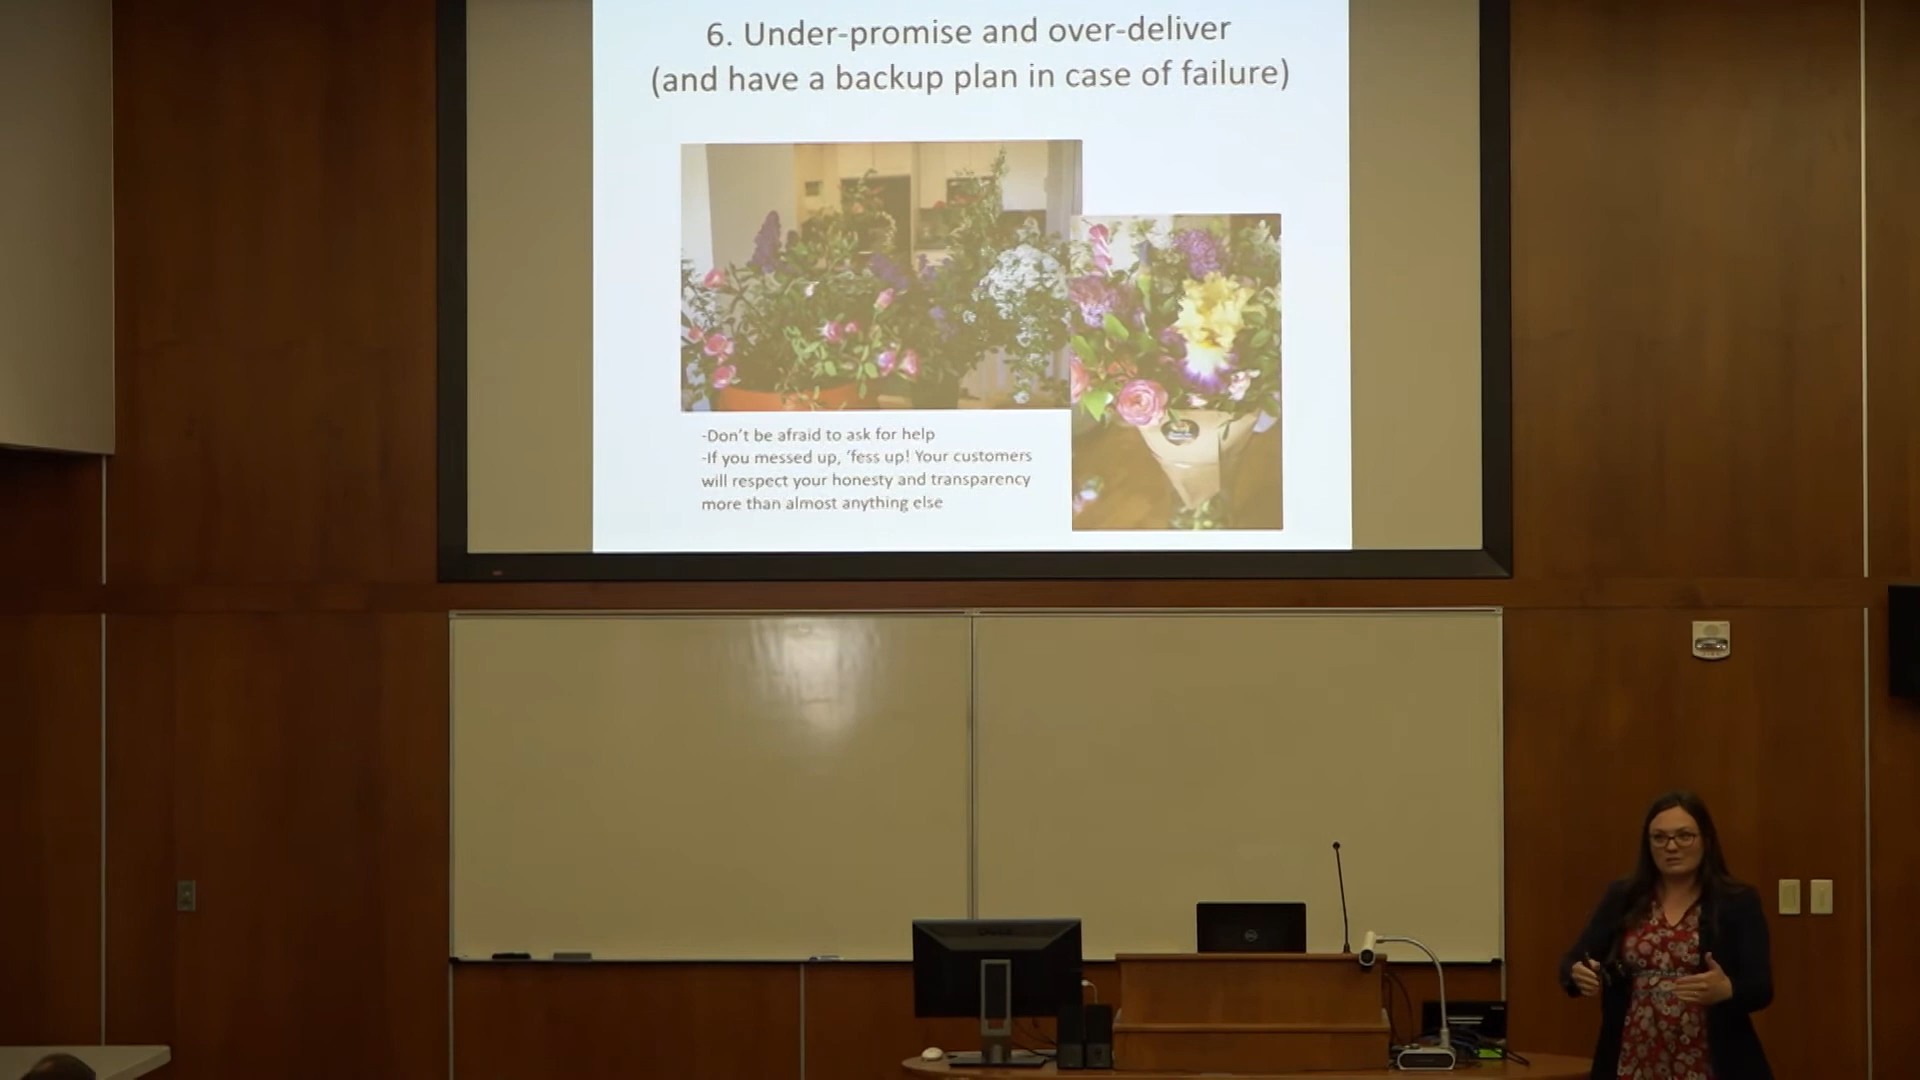 6. Under-promise and over-deliver
(and have a backup plan in case of failure)
-Don't be afraid to ask for help
-If you messed up, 'fess up! Your customers
will respect your honesty and transparency
more than almost anything else